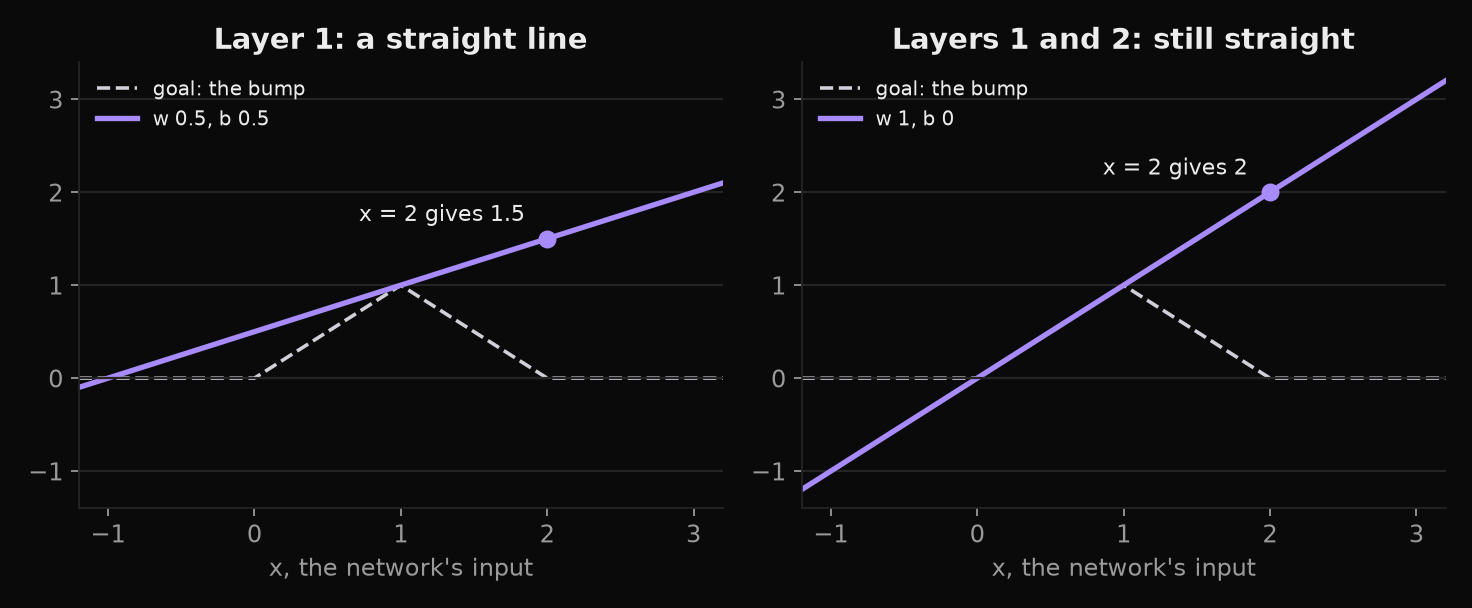 Layer 1: a straight line
goal: the bump
w 0.5, b 0.5
x = 2 gives 1.5
3
2
1
0
−1
−1
0
1
2
3
x, the network's input
Layers 1 and 2: still straight
goal: the bump
w 1, b 0
x = 2 gives 2
3
2
1
0
−1
−1
0
1
2
3
x, the network's input